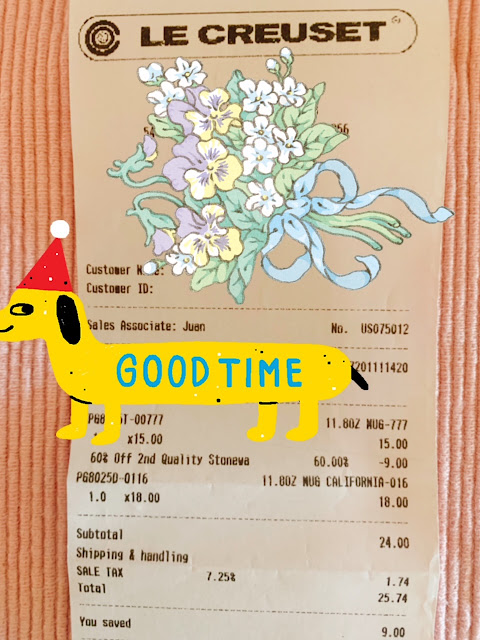 LE CREUSET
56
Customer
Customer ID:
Sales Associate: Juan No. US075012
7201111420
GOOD TIME
11.8OZ MUG-777
x15.00 15.00
60% Off 2nd Quality Stonewa 60.00% -9.00
PG8025D-0116 11.8OZ MUG CALIFORNIA-016
1.0 x18.00 18.00
Subtotal 24.00
Shipping & handling
SALE TAX 7.25% 1.74
Total 25.74
You saved 9.00